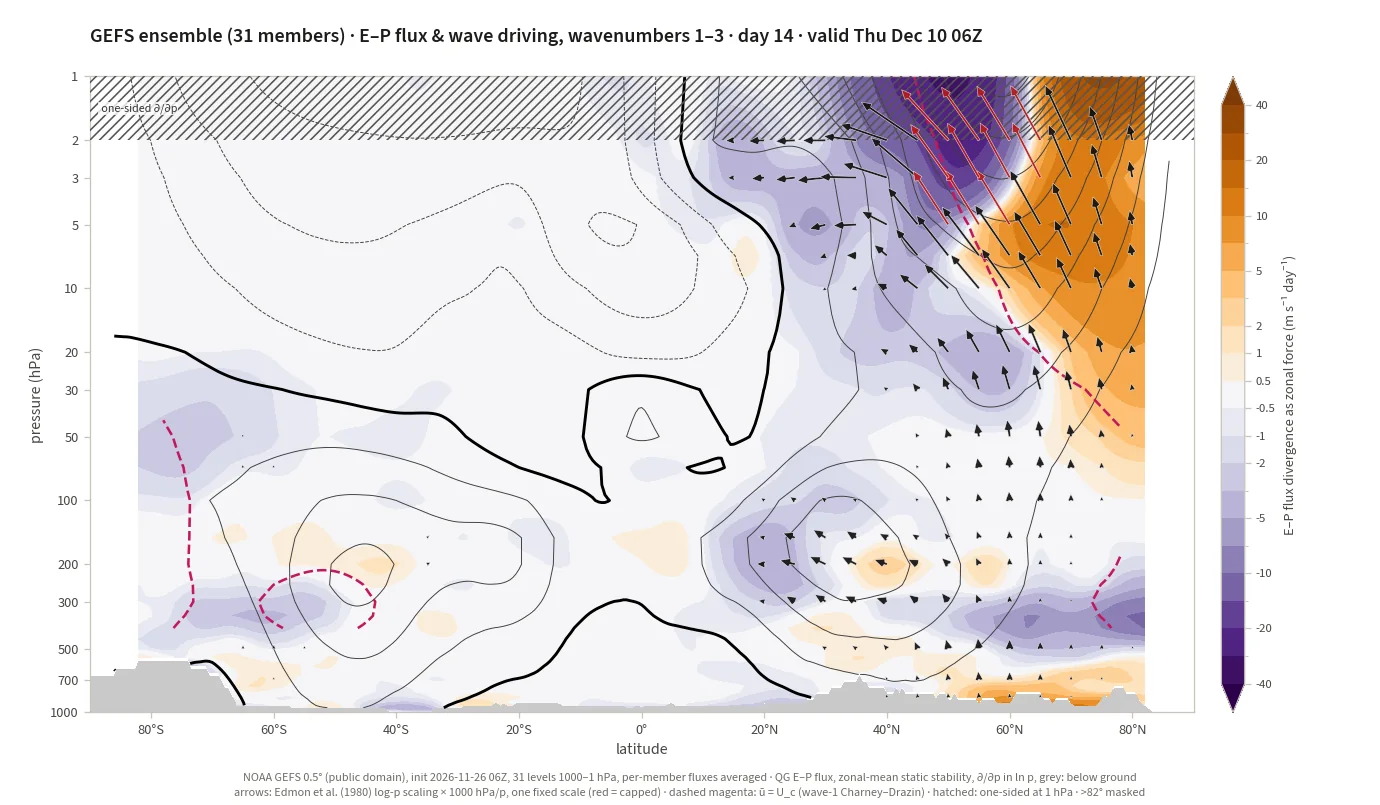 GEFS ensemble (31 members) · E–P flux & wave driving, wavenumbers 1–3 · day 14 · valid Thu Dec 10 06Z
one-sided ∂/∂p
1
2
3
5
10
20
30
50
100
200
300
500
700
1000
pressure (hPa)
80°S
60°S
40°S
20°S
0°
20°N
40°N
60°N
80°N
latitude
40
20
10
5
2
1
0.5
-0.5
-1
-2
-5
-10
-20
-40
E–P flux divergence as zonal force (m s⁻¹ day⁻¹)
NOAA GEFS 0.5° (public domain), init 2026-11-26 06Z, 31 levels 1000–1 hPa, per-member fluxes averaged · QG E–P flux, zonal-mean static stability, ∂/∂p in ln p, grey: below ground
arrows: Edmon et al. (1980) log-p scaling × 1000 hPa/p, one fixed scale (red = capped) · dashed magenta: ū = U_c (wave-1 Charney–Drazin) · hatched: one-sided at 1 hPa · >82° masked